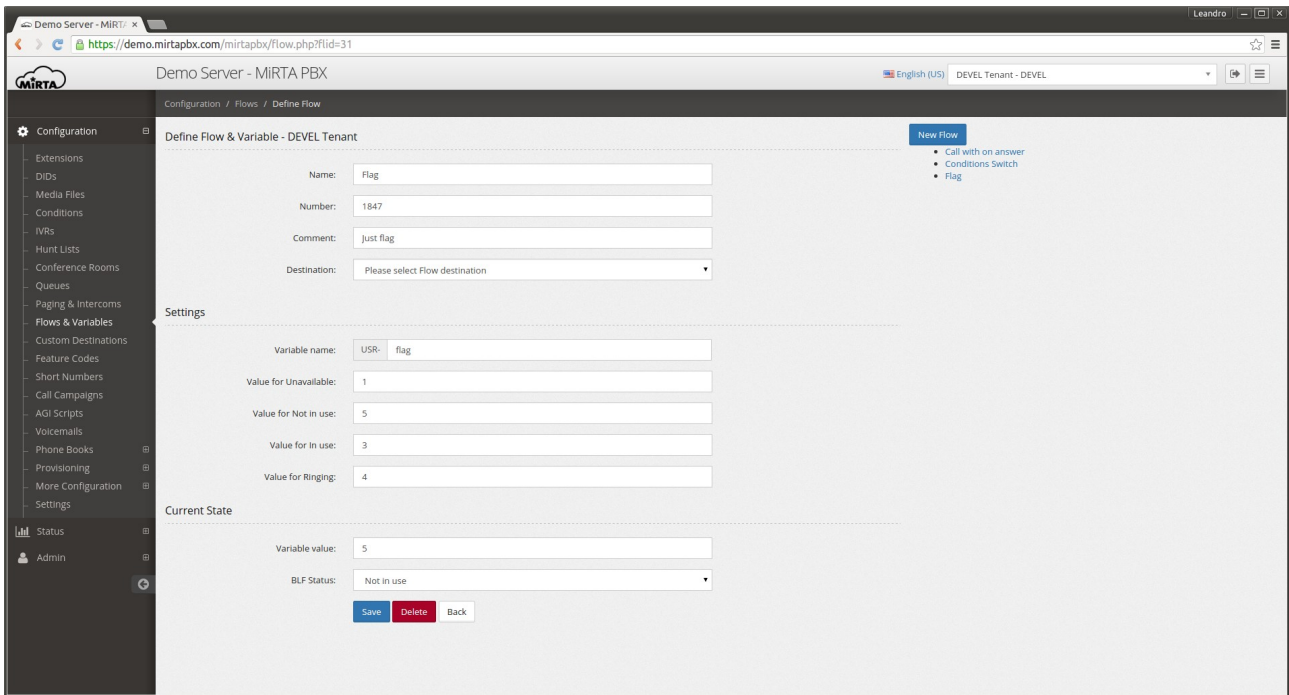 Leandro
Demo Server - MiRT
https://demo.mirtapbx.com/mirtapbx/flow.php?flid=31
MiRTA
Demo Server - MiRTA PBX
English (US)
DEVEL Tenant - DEVEL
Configuration / Flows / Define Flow
Configuration
Extensions
DIDs
Media Files
Conditions
IVRs
Hunt Lists
Conference Rooms
Queues
Paging & Intercoms
Flows & Variables
Custom Destinations
Feature Codes
Short Numbers
Call Campaigns
AGI Scripts
Voicemails
Phone Books
Provisioning
More Configuration
Settings
Status
Admin
Define Flow & Variable - DEVEL Tenant
Name: Flag
Number: 1847
Comment: Just flag
Destination: Please select Flow destination
Settings
Variable name: USR- flag
Value for Unavailable: 1
Value for Not in use: 5
Value for In use: 3
Value for Ringing: 4
Current State
Variable value: 5
BLF Status: Not in use
Save Delete Back
New Flow
Call with on answer
Conditions Switch
Flag